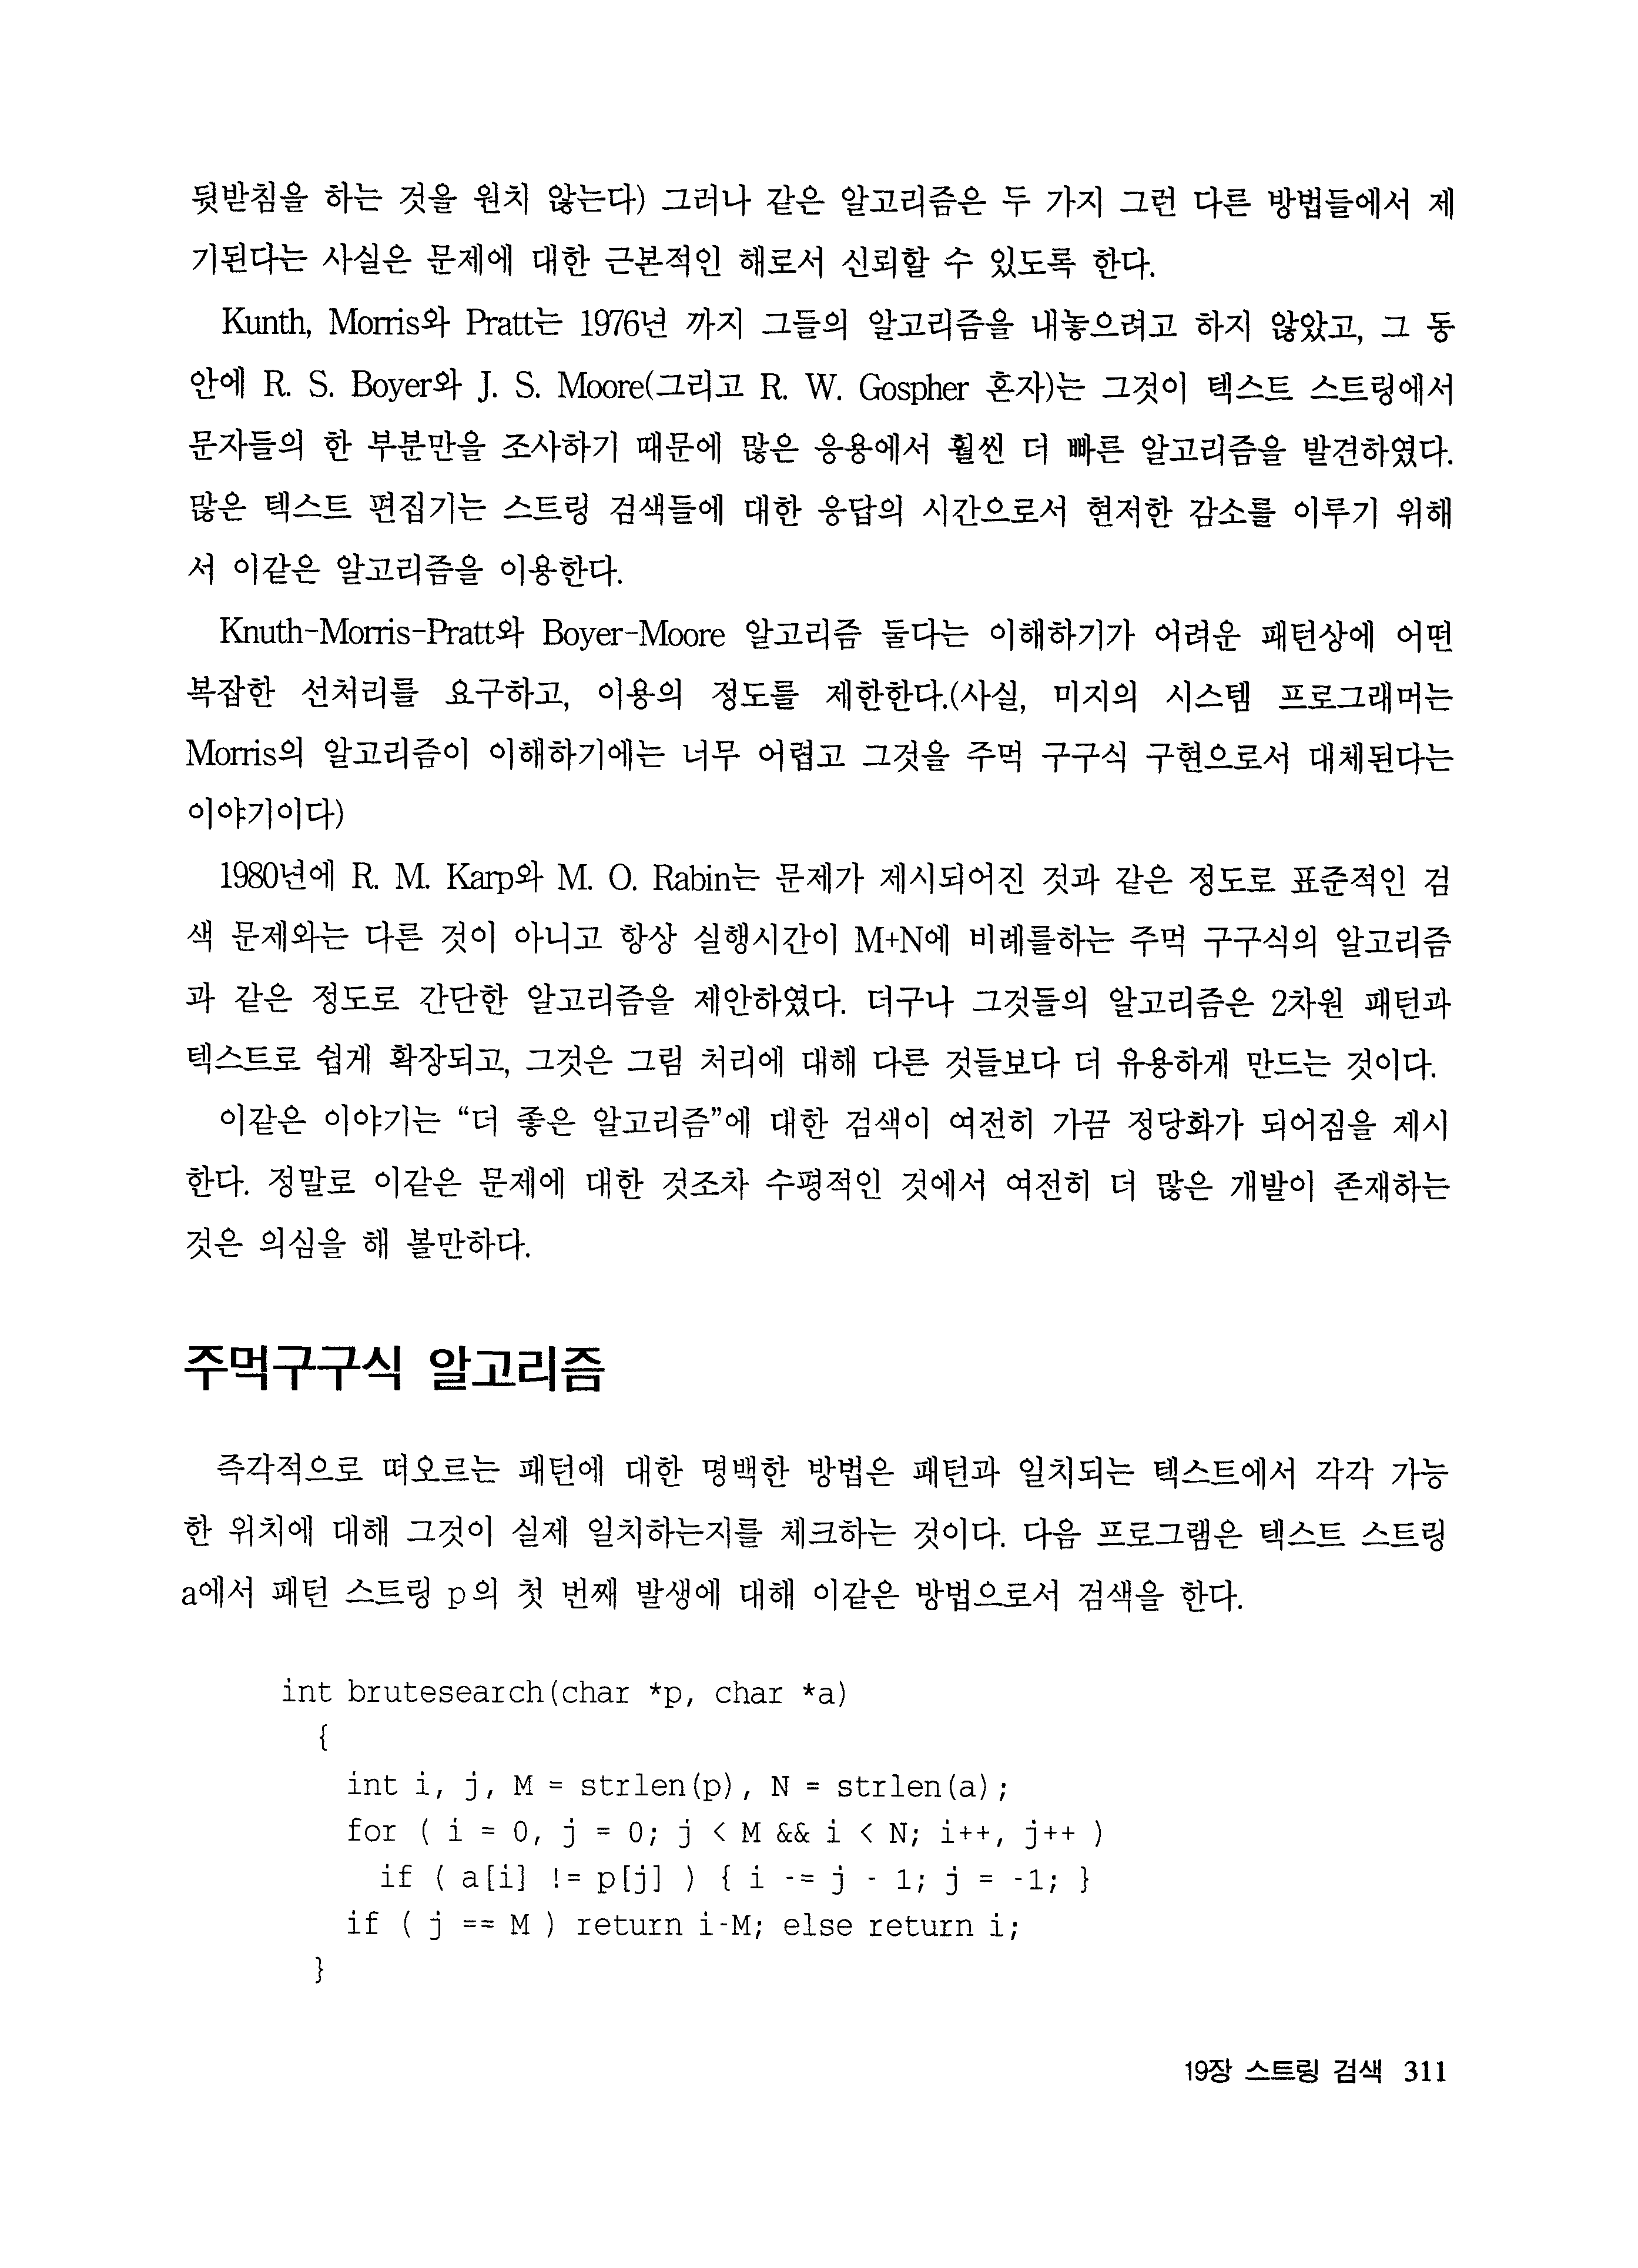 뒷받침을 하는 것을 원치 않는다) 그러나 같은 알고리즘은 두 가지 그런 다른 방법들에서 제
기된다는 사실은 문제에 대한 근본적인 해로서 신뢰할 수 있도록 한다.
Kunth, Morris와 Pratt는 1976년 까지 그들의 알고리즘을 내놓으려고 하지 않았고, 그 동
안에 R. S. Boyer와 J. S. Moore(그리고 R. W. Gospher 혼자)는 그것이 텍스트 스트링에서
문자들의 한 부분만을 조사하기 때문에 많은 응용에서 훨씬 더 빠른 알고리즘을 발견하였다.
많은 텍스트 편집기는 스트링 검색들에 대한 응답의 시간으로서 현저한 감소를 이루기 위해
서 이같은 알고리즘을 이용한다.
Knuth-Morris-Pratt와 Boyer-Moore 알고리즘 둘다는 이해하기가 어려운 패턴상에 어떤
복잡한 선처리를 요구하고, 이용의 정도를 제한한다.(사실, 미지의 시스템 프로그래머는
Morris의 알고리즘이 이해하기에는 너무 어렵고 그것을 주먹 구구식 구현으로서 대체된다는
이야기이다)
1980년에 R. M. Karp와 M. O. Rabin는 문제가 제시되어진 것과 같은 정도로 표준적인 검
색 문제와는 다른 것이 아니고 항상 실행시간이 M+N에 비례를하는 주먹 구구식의 알고리즘
과 같은 정도로 간단한 알고리즘을 제안하였다. 더구나 그것들의 알고리즘은 2차원 패턴과
텍스트로 쉽게 확장되고, 그것은 그림 처리에 대해 다른 것들보다 더 유용하게 만드는 것이다.
이같은 이야기는 “더 좋은 알고리즘”에 대한 검색이 여전히 가끔 정당화가 되어짐을 제시
한다. 정말로 이같은 문제에 대한 것조차 수평적인 것에서 여전히 더 많은 개발이 존재하는
것은 의심을 해 볼만하다.
주먹구구식 알고리즘
즉각적으로 떠오르는 패턴에 대한 명백한 방법은 패턴과 일치되는 텍스트에서 각각 가능
한 위치에 대해 그것이 실제 일치하는지를 체크하는 것이다. 다음 프로그램은 텍스트 스트링
a에서 패턴 스트링 p의 첫 번째 발생에 대해 이같은 방법으로서 검색을 한다.
int brutesearch(char *p, char *a)
{
int i, j, M = strlen(p), N = strlen(a);
for ( i = 0, j = 0; j < M && i < N; i++, j++ )
if ( a[i] != p[j] ) { i -= j - 1; j = -1; }
if ( j == M ) return i-M; else return i;
}
19장 스트링 검색 311